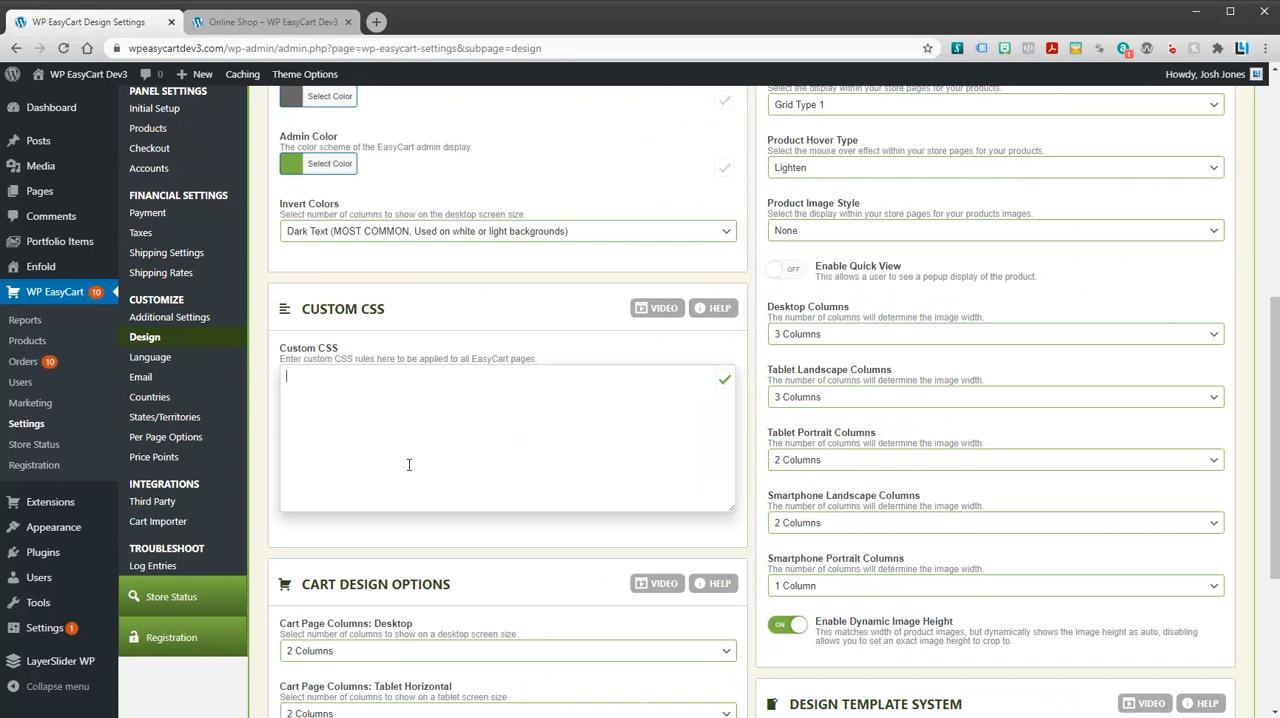 WP EasyCart Design Settings
Online Shop – WP EasyCart Dev3
wpeasycartdev3.com/wp-admin/admin.php?page=wp-easycart-settings&subpage=design
WP EasyCart Dev3
0
New
Caching
Theme Options
Howdy, Josh Jones
Dashboard
Posts
Media
Pages
Comments
Portfolio Items
Enfold
WP EasyCart 10
Reports
Products
Orders 10
Users
Marketing
Settings
Store Status
Registration
Extensions
Appearance
Plugins
Users
Tools
Settings 1
LayerSlider WP
Collapse menu
PANEL SETTINGS
Initial Setup
Products
Checkout
Accounts
FINANCIAL SETTINGS
Payment
Taxes
Shipping Settings
Shipping Rates
CUSTOMIZE
Additional Settings
Design
Language
Email
Countries
States/Territories
Per Page Options
Price Points
INTEGRATIONS
Third Party
Cart Importer
TROUBLESHOOT
Log Entries
Store Status
Registration
Select Color
Admin Color
The color scheme of the EasyCart admin display.
Select Color
Invert Colors
Select number of columns to show on the desktop screen size
Dark Text (MOST COMMON, Used on white or light backgrounds)
CUSTOM CSS
VIDEO
HELP
Custom CSS
Enter custom CSS rules here to be applied to all EasyCart pages.
CART DESIGN OPTIONS
VIDEO
HELP
Cart Page Columns: Desktop
Select number of columns to show on a desktop screen size
2 Columns
Cart Page Columns: Tablet Horizontal
Select number of columns to show on a tablet screen size
2 Columns
Select the display within your store pages for your products.
Grid Type 1
Product Hover Type
Select the mouse over effect within your store pages for your products.
Lighten
Product Image Style
Select the display within your store pages for your products images.
None
OFF
Enable Quick View
This allows a user to see a popup display of the product.
Desktop Columns
The number of columns will determine the image width.
3 Columns
Tablet Landscape Columns
The number of columns will determine the image width.
3 Columns
Tablet Portrait Columns
The number of columns will determine the image width.
2 Columns
Smartphone Landscape Columns
The number of columns will determine the image width.
2 Columns
Smartphone Portrait Columns
The number of columns will determine the image width.
1 Column
ON
Enable Dynamic Image Height
This matches width of product images, but dynamically shows the image height as auto, disabling
allows you to set an exact image height to crop to.
DESIGN TEMPLATE SYSTEM
VIDEO
HELP